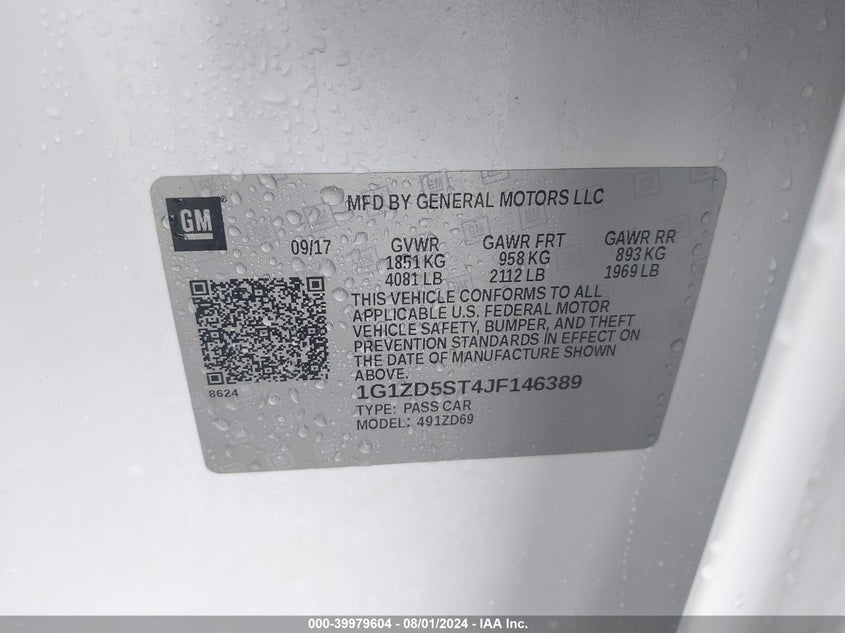 MFD BY GENERAL MOTORS LLC
GM
09/17 GVWR GAWR FRT GAWR RR
1851 KG 958 KG 893 KG
4081 LB 2112 LB 1969 LB
THIS VEHICLE CONFORMS TO ALL
APPLICABLE U.S. FEDERAL MOTOR
VEHICLE SAFETY, BUMPER, AND THEFT
PREVENTION STANDARDS IN EFFECT ON
THE DATE OF MANUFACTURE SHOWN
ABOVE.
8624
1G1ZD5ST4JF146389
TYPE: PASS CAR
MODEL: 491ZD69
000-39979604 - 08/01/2024 - IAA Inc.